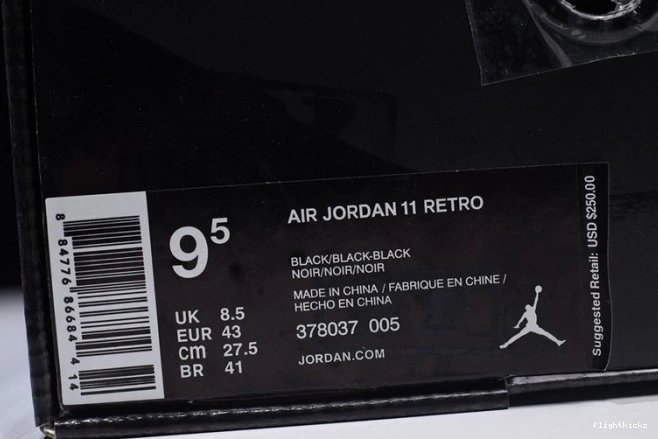 8 84776 86684 4 14
9⁵
UK 8.5
EUR 43
cm 27.5
BR 41
AIR JORDAN 11 RETRO
BLACK/BLACK-BLACK
NOIR/NOIR/NOIR
MADE IN CHINA / FABRIQUE EN CHINE /
HECHO EN CHINA
378037 005
JORDAN.COM
Suggested Retail: USD $250.00
flightkickz